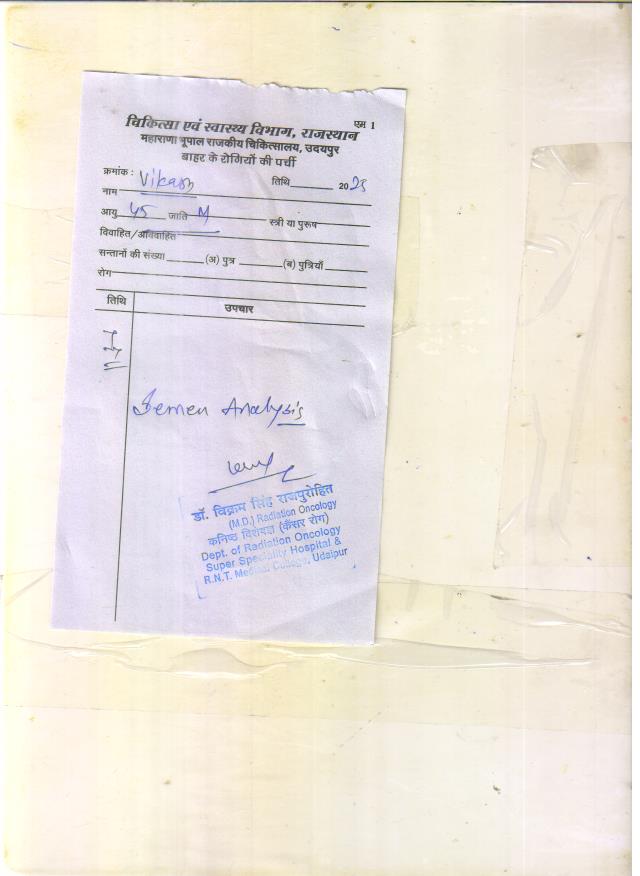 एम 1
चिकित्सा एवं स्वास्थ्य विभाग, राजस्थान
महाराणा भूपाल राजकीय चिकित्सालय, उदयपुर
बाहर के रोगियों की पर्ची
क्रमांक : तिथि 2025
नाम Vikash
आयु 45 जाति M स्त्री या पुरूष
विवाहित/अविवाहित
सन्तानों की संख्या (अ) पुत्र (ब) पुत्रियाँ
रोग
तिथि उपचार
Semen Analysis
डॉ. विक्रम सिंह राजपुरोहित
(M.D.) Radiation Oncology
कनिष्ठ विशेषज्ञ (कैंसर रोग)
Dept. of Radiation Oncology
Super Speciality Hospital &
R.N.T. Medical College, Udaipur